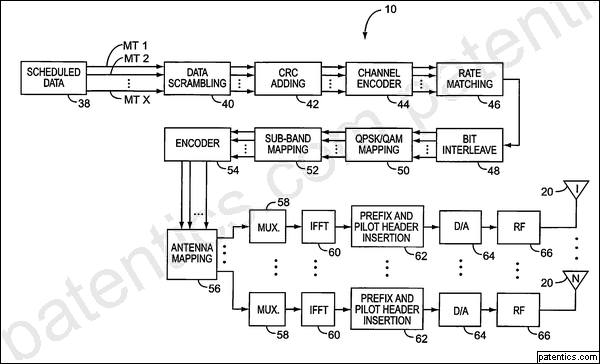 10
MT 1
MT 2
MT X
SCHEDULED
DATA
38
DATA
SCRAMBLING
40
CRC
ADDING
42
CHANNEL
ENCODER
44
RATE
MATCHING
46
ENCODER
54
SUB-BAND
MAPPING
52
QPSK/QAM
MAPPING
50
BIT
INTERLEAVE
48
ANTENNA
MAPPING
56
58
MUX.
IFFT
60
PREFIX AND
PILOT HEADER
INSERTION
62
D/A
64
RF
66
20
I
MUX.
58
IFFT
60
PREFIX AND
PILOT HEADER
INSERTION
62
D/A
64
RF
66
20
N
patentics.com patentics.com
patentics.com